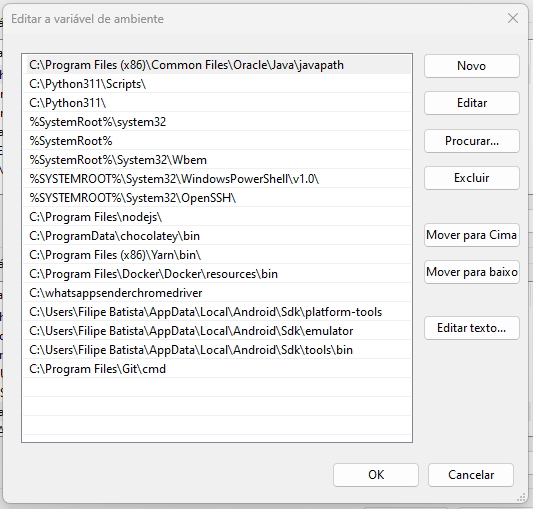 Editar a variável de ambiente
C:\Program Files (x86)\Common Files\Oracle\Java\javapath
C:\Python311\Scripts\
C:\Python311\
%SystemRoot%\system32
%SystemRoot%
%SystemRoot%\System32\Wbem
%SYSTEMROOT%\System32\WindowsPowerShell\v1.0\
%SYSTEMROOT%\System32\OpenSSH\
C:\Program Files\nodejs\
C:\ProgramData\chocolatey\bin
C:\Program Files (x86)\Yarn\bin\
C:\Program Files\Docker\Docker\resources\bin
C:\whatsappsenderchromedriver
C:\Users\Filipe Batista\AppData\Local\Android\Sdk\platform-tools
C:\Users\Filipe Batista\AppData\Local\Android\Sdk\emulator
C:\Users\Filipe Batista\AppData\Local\Android\Sdk\tools\bin
C:\Program Files\Git\cmd
Novo
Editar
Procurar...
Excluir
Mover para Cima
Mover para baixo
Editar texto...
OK
Cancelar